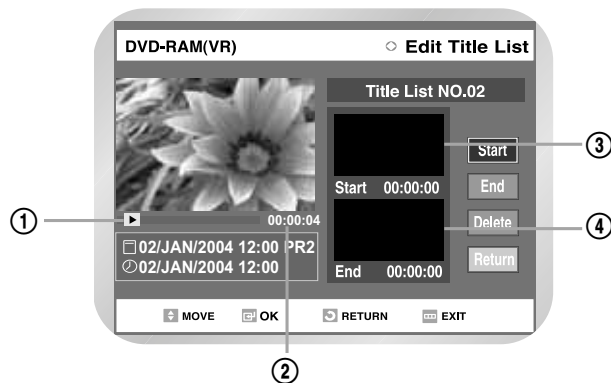 DVD-RAM(VR) Edit Title List
Title List NO.02
Start 00:00:00
End 00:00:00
Start
End
Delete
Return
00:00:04
02/JAN/2004 12:00 PR2
02/JAN/2004 12:00
MOVE OK RETURN EXIT
1
2
3
4